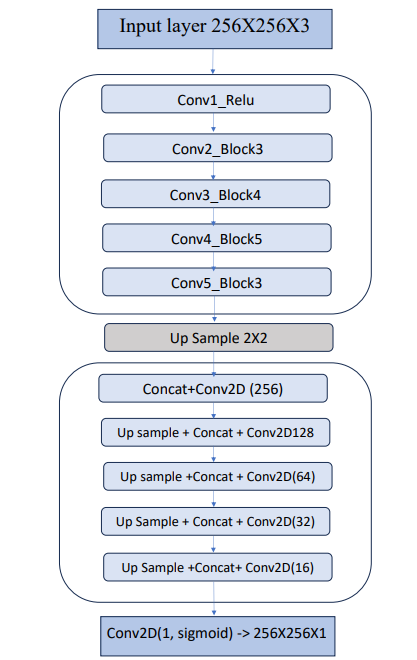 Input layer 256X256X3
Conv1_Relu
Conv2_Block3
Conv3_Block4
Conv4_Block5
Conv5_Block3
Up Sample 2X2
Concat+Conv2D (256)
Up sample + Concat + Conv2D128
Up sample +Concat + Conv2D(64)
Up Sample + Concat + Conv2D(32)
Up Sample +Concat+ Conv2D(16)
Conv2D(1, sigmoid) -> 256X256X1